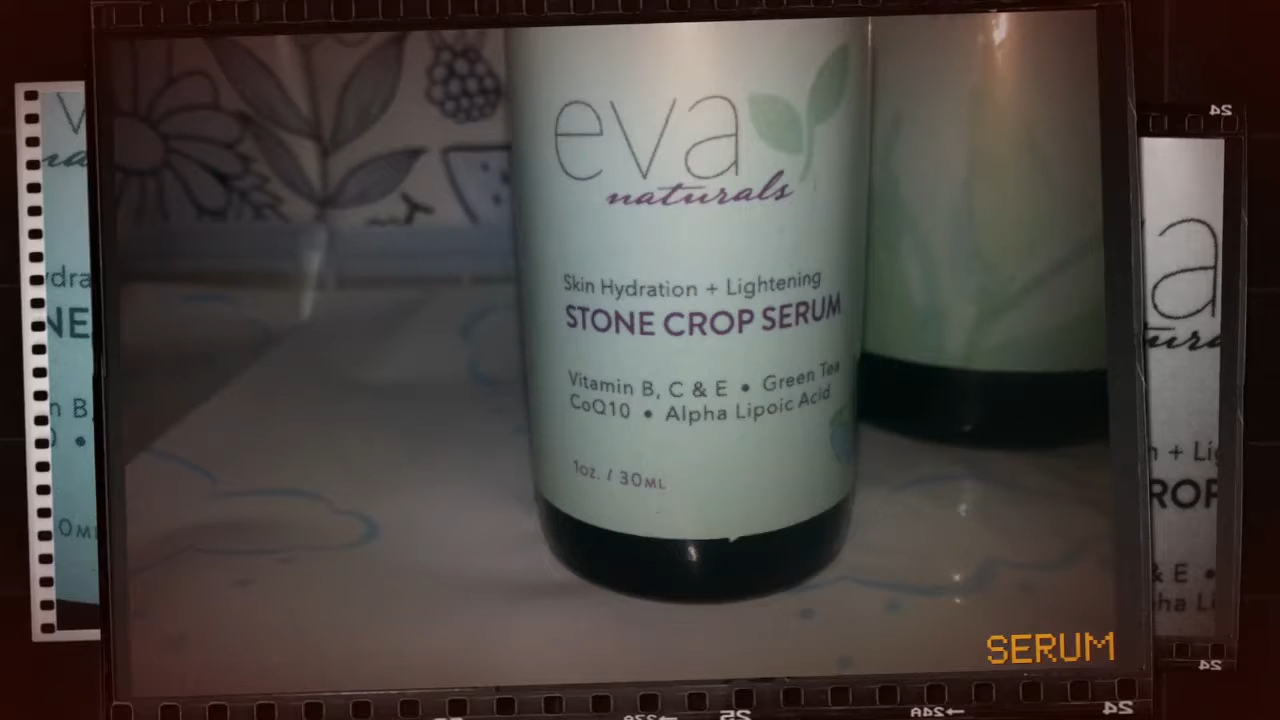 eva
naturals
Skin Hydration + Lightening
STONE CROP SERUM
Vitamin B, C & E • Green Tea
CoQ10 • Alpha Lipoic Acid
1oz. / 30ML
SERUM